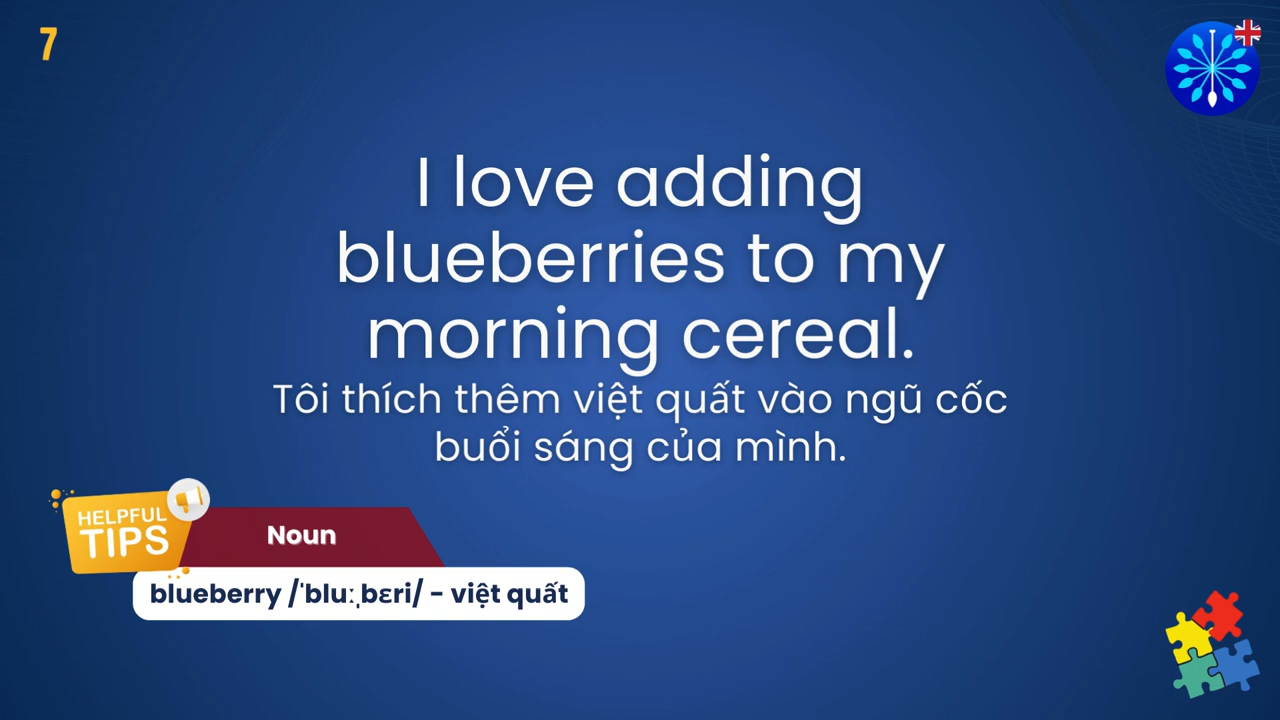 7
I love adding
blueberries to my
morning cereal.
Tôi thích thêm việt quất vào ngũ cốc
buổi sáng của mình.
HELPFUL
TIPS
Noun
blueberry /ˈbluːˌbɛri/ - việt quất